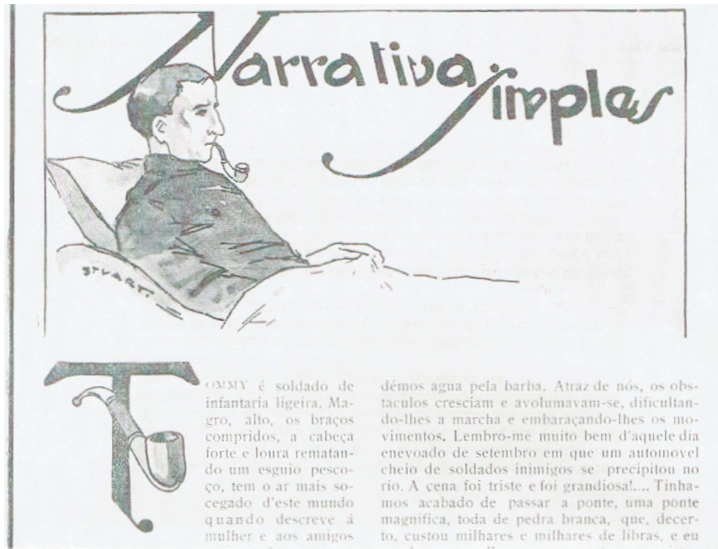 Narrativa Simples
STUART.
TOMMY é soldado de
infantaria ligeira. Ma-
gro, alto, os braços
compridos, a cabeça
forte e loura rematan-
do um esguio pesco-
ço, tem o ar mais so-
cegado d'este mundo
quando descreve á
mulher e aos amigos
démos agua pela barba. Atraz de nós, os obs-
taculos cresciam e avolumavam-se, dificultan-
do-lhes a marcha e embaraçando-lhes os mo-
vimentos. Lembro-me muito bem d'aquele dia
enevoado de setembro em que um automovel
cheio de soldados inimigos se precipitou no
rio. A cena foi triste e foi grandiosa!... Tinha-
mos acabado de passar a ponte, uma ponte
magnifica, toda de pedra branca, que, decer-
to, custou milhares e milhares de libras, e eu